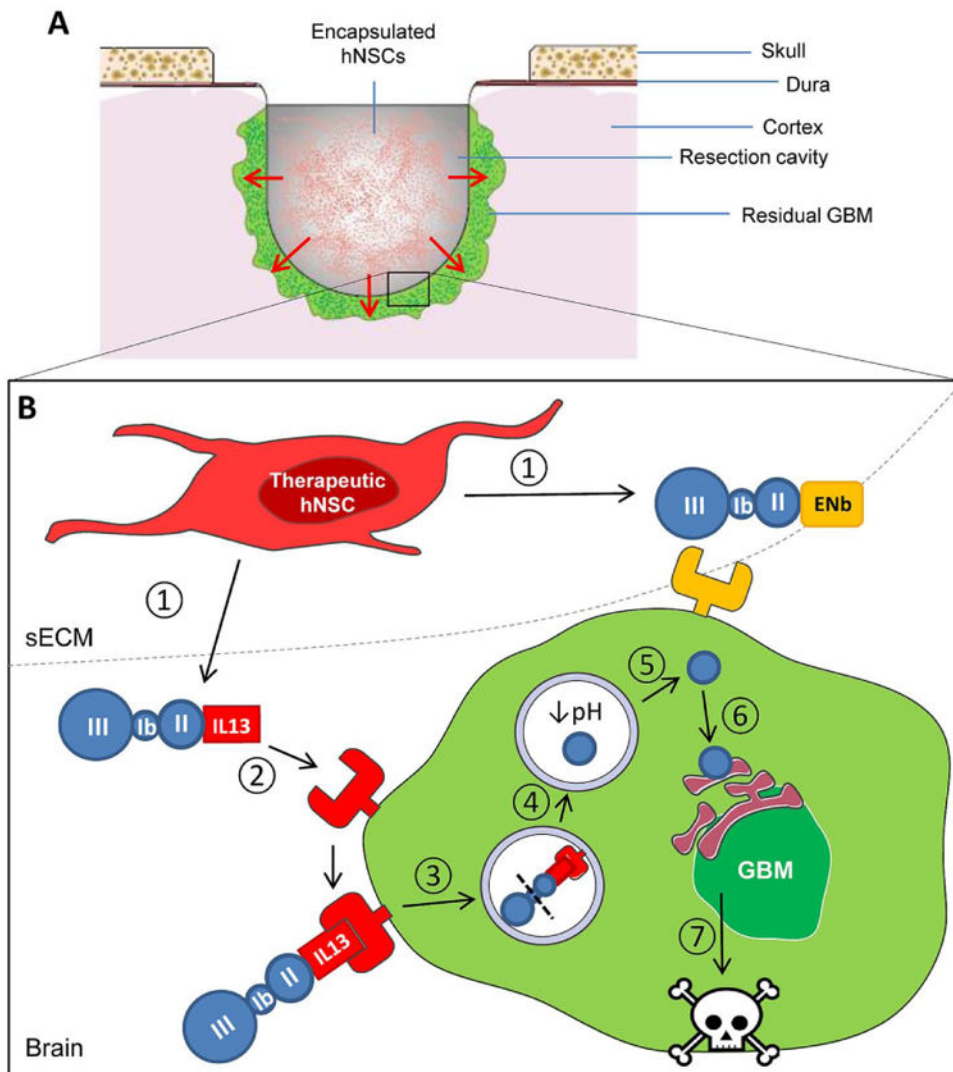 A
Encapsulated
hNSCs
Skull
Dura
Cortex
Resection cavity
Residual GBM
B
Therapeutic
hNSC
①
III
Ib
II
ENb
①
sECM
III
Ib
II
IL13
②
⑤
↓pH
⑥
④
③
GBM
IL13
II
Ib
III
⑦
Brain